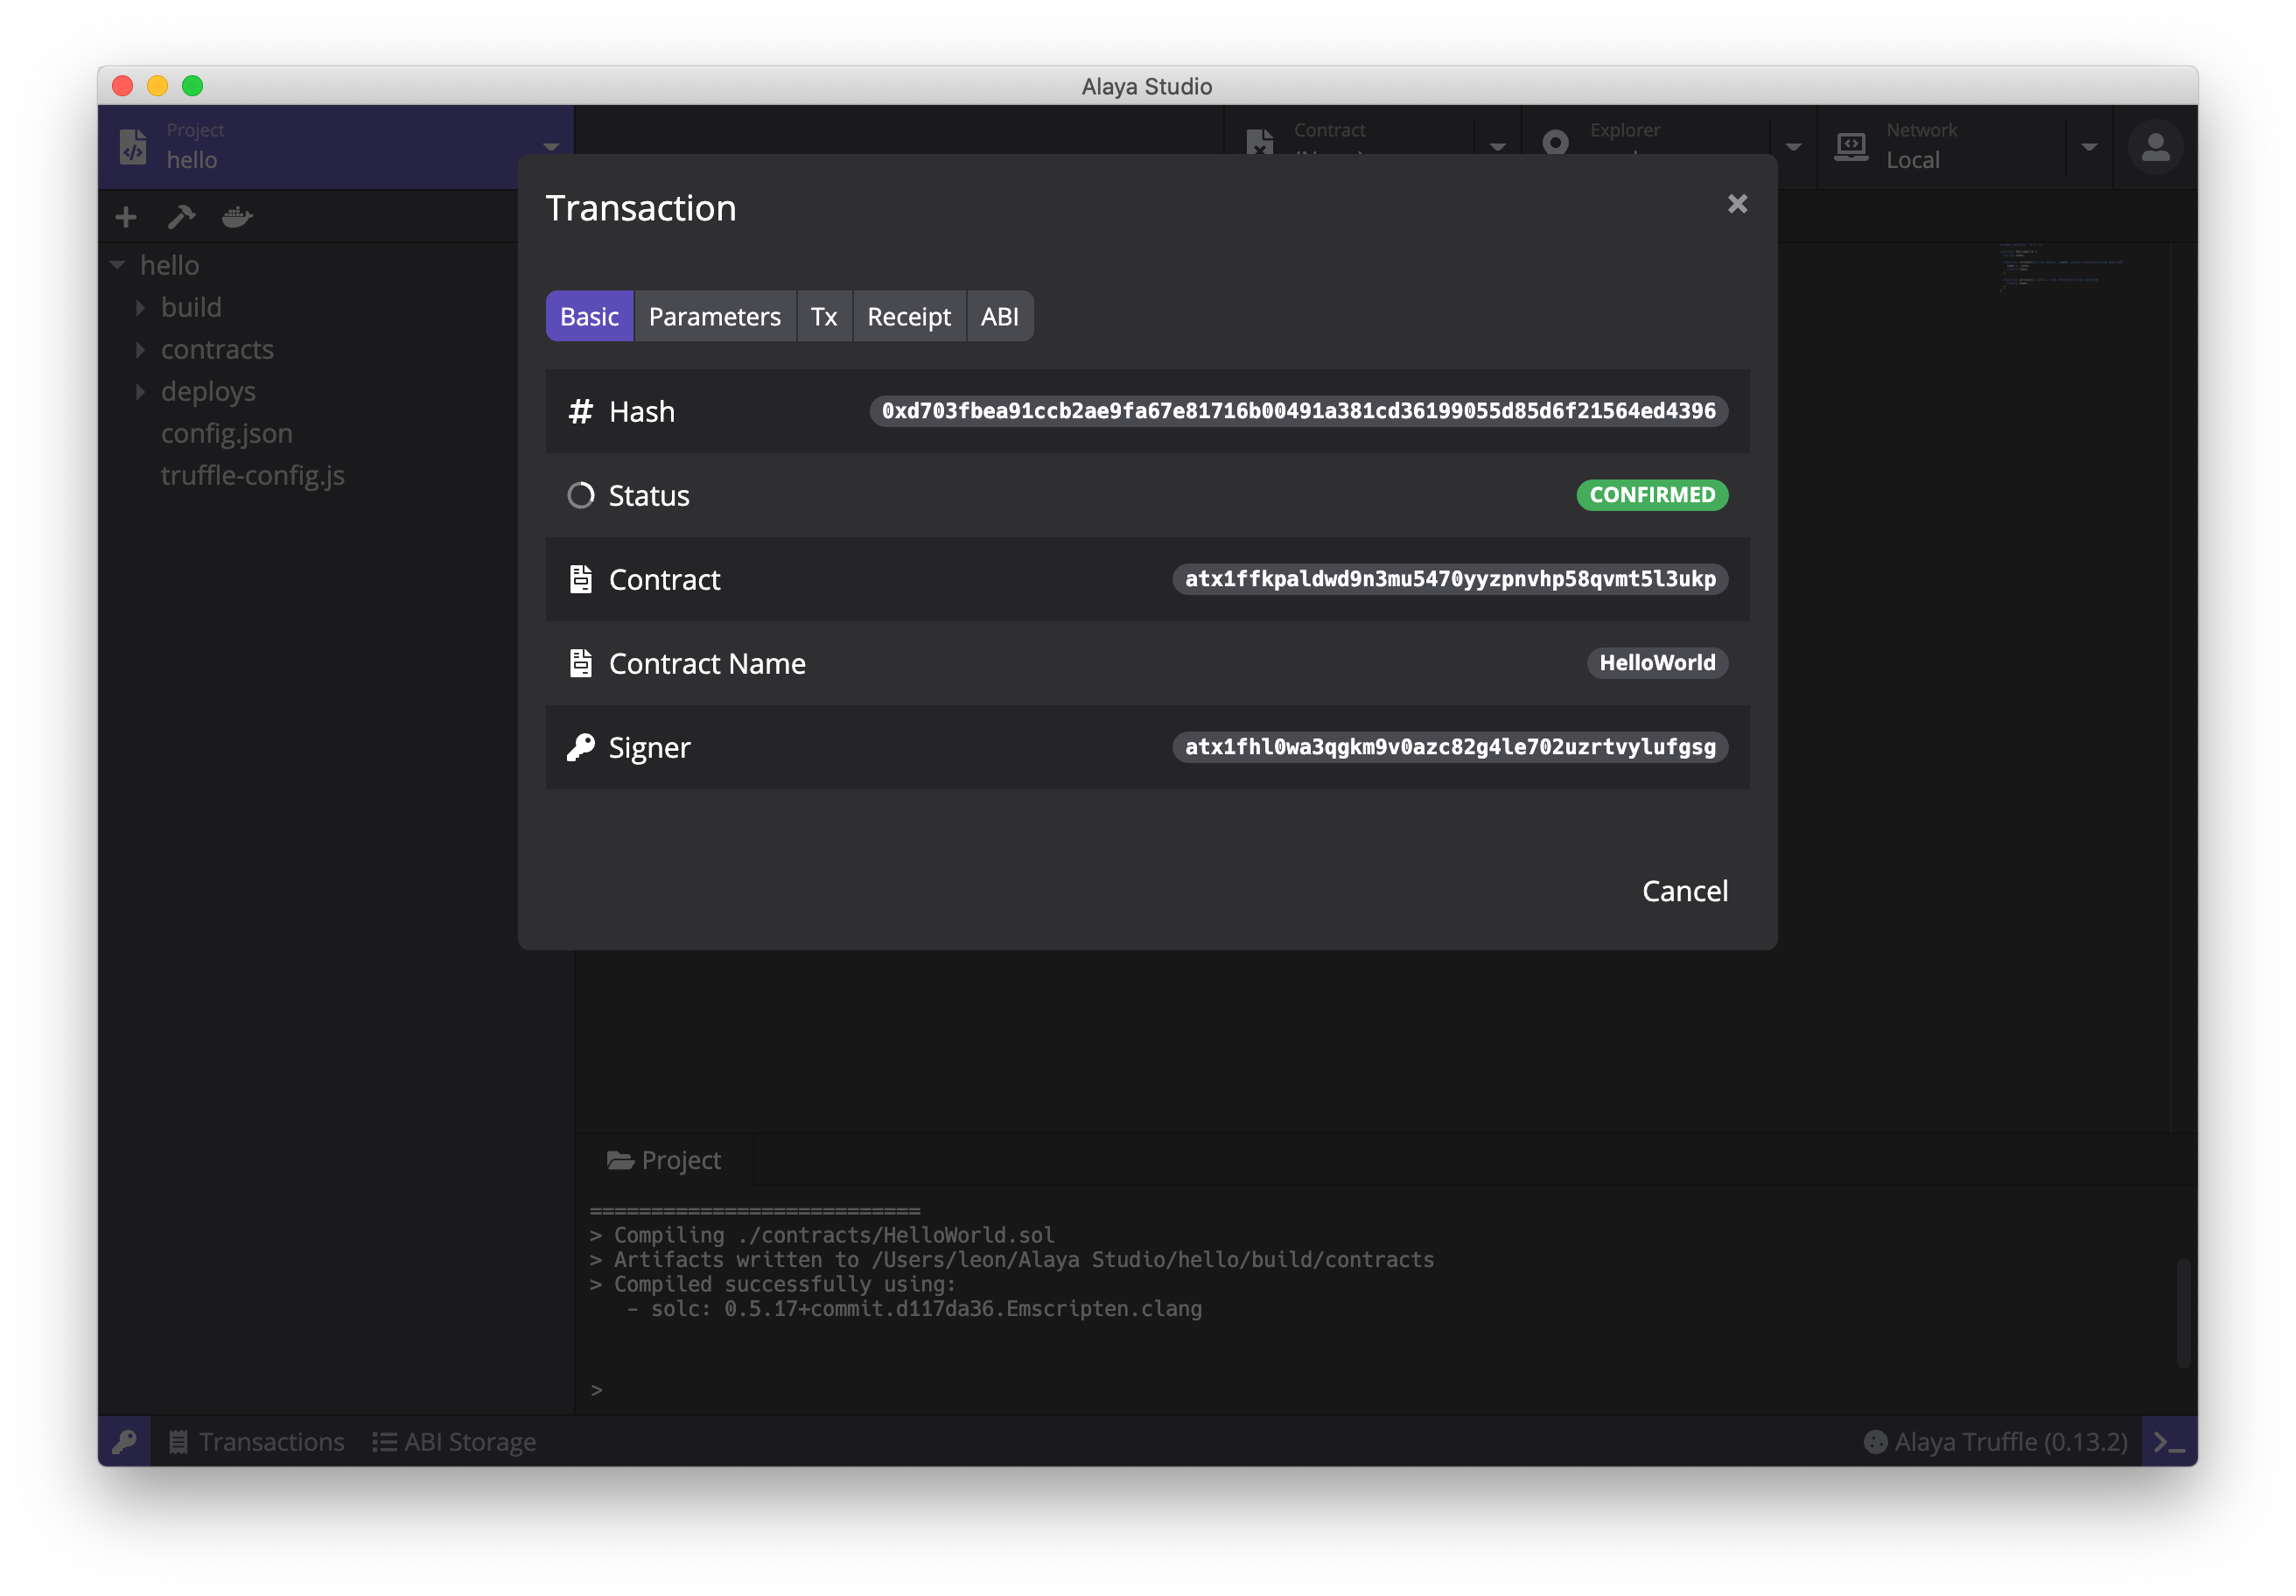 Alaya Studio
Project
hello
Contract
Explorer
Network
Local
hello
build
contracts
deploys
config.json
truffle-config.js
Transaction
Basic Parameters Tx Receipt ABI
Hash 0xd703fbea91ccb2ae9fa67e81716b00491a381cd36199055d85d6f21564ed4396
Status CONFIRMED
Contract atx1ffkpaldwd9n3mu5470yyzpnvhp58qvmt5l3ukp
Contract Name HelloWorld
Signer atx1fhl0wa3qgkm9v0azc82g4le702uzrtvylufgsg
Cancel
Project
===========================
> Compiling ./contracts/HelloWorld.sol
> Artifacts written to /Users/leon/Alaya Studio/hello/build/contracts
> Compiled successfully using:
- solc: 0.5.17+commit.d117da36.Emscripten.clang
>
Transactions ABI Storage Alaya Truffle (0.13.2)